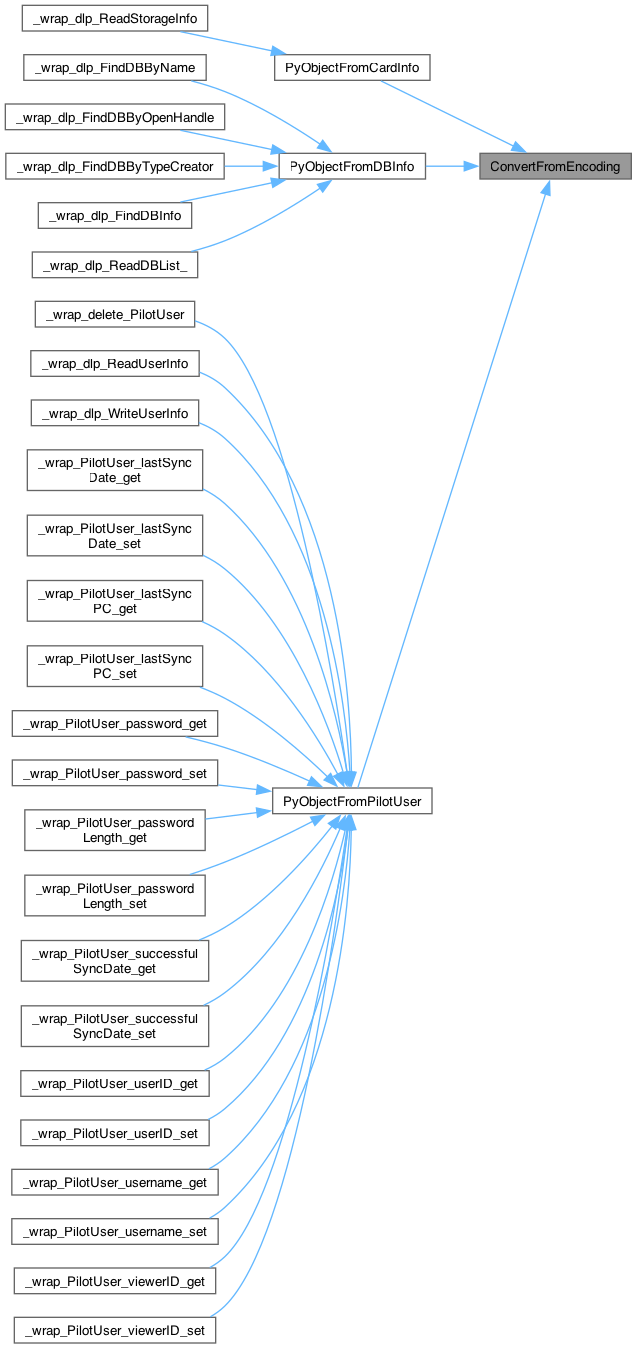 _wrap_dlp_ReadStorageInfo
PyObjectFromCardInfo
_wrap_dlp_FindDBByName
_wrap_dlp_FindDBByOpenHandle
_wrap_dlp_FindDBByTypeCreator
PyObjectFromDBInfo
ConvertFromEncoding
_wrap_dlp_FindDBInfo
_wrap_dlp_ReadDBList_
_wrap_delete_PilotUser
_wrap_dlp_ReadUserInfo
_wrap_dlp_WriteUserInfo
_wrap_PilotUser_lastSync
Date_get
_wrap_PilotUser_lastSync
Date_set
_wrap_PilotUser_lastSync
PC_get
_wrap_PilotUser_lastSync
PC_set
_wrap_PilotUser_password_get
_wrap_PilotUser_password_set
PyObjectFromPilotUser
_wrap_PilotUser_password
Length_get
_wrap_PilotUser_password
Length_set
_wrap_PilotUser_successful
SyncDate_get
_wrap_PilotUser_successful
SyncDate_set
_wrap_PilotUser_userID_get
_wrap_PilotUser_userID_set
_wrap_PilotUser_username_get
_wrap_PilotUser_username_set
_wrap_PilotUser_viewerID_get
_wrap_PilotUser_viewerID_set